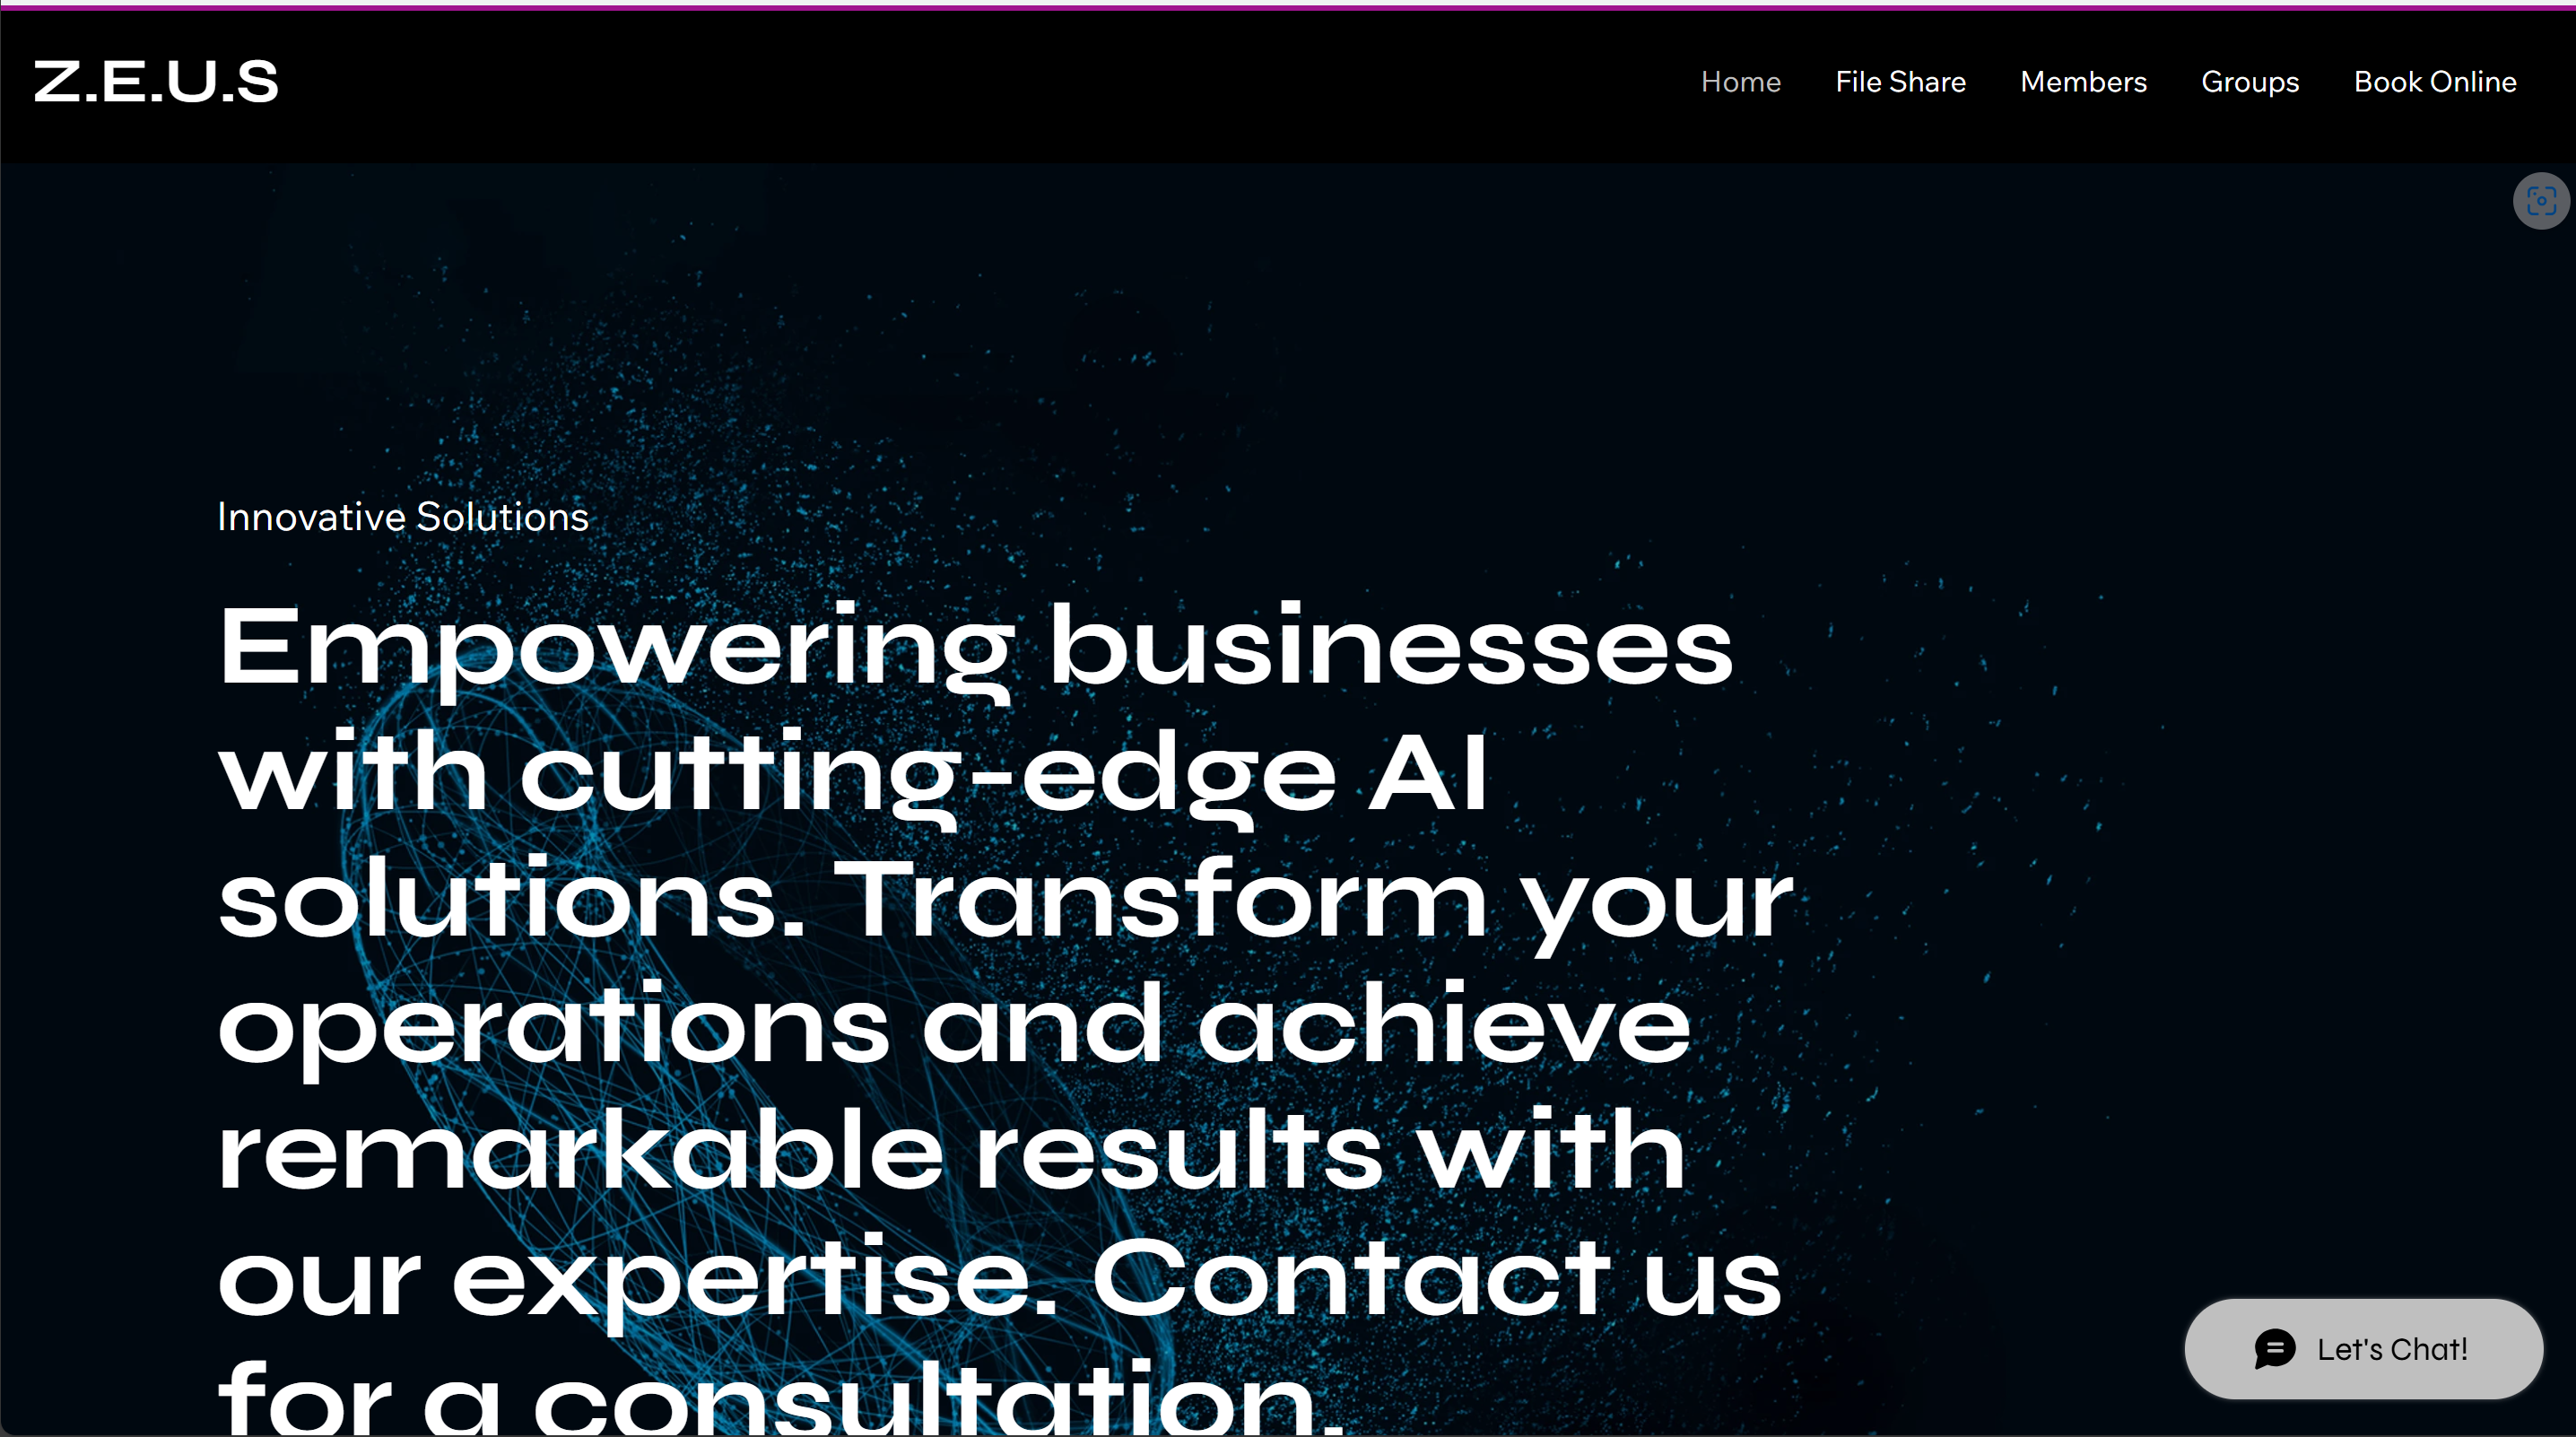 Z.E.U.S
Home File Share Members Groups Book Online
Innovative Solutions
Empowering businesses
with cutting-edge AI
solutions. Transform your
operations and achieve
remarkable results with
our expertise. Contact us
for a consultation.
Let's Chat!